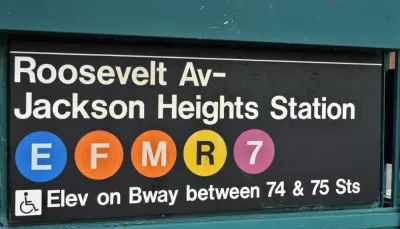 Roosevelt Av-
Jackson Heights Station
E F M R 7
Elev on Bway between 74 & 75 Sts